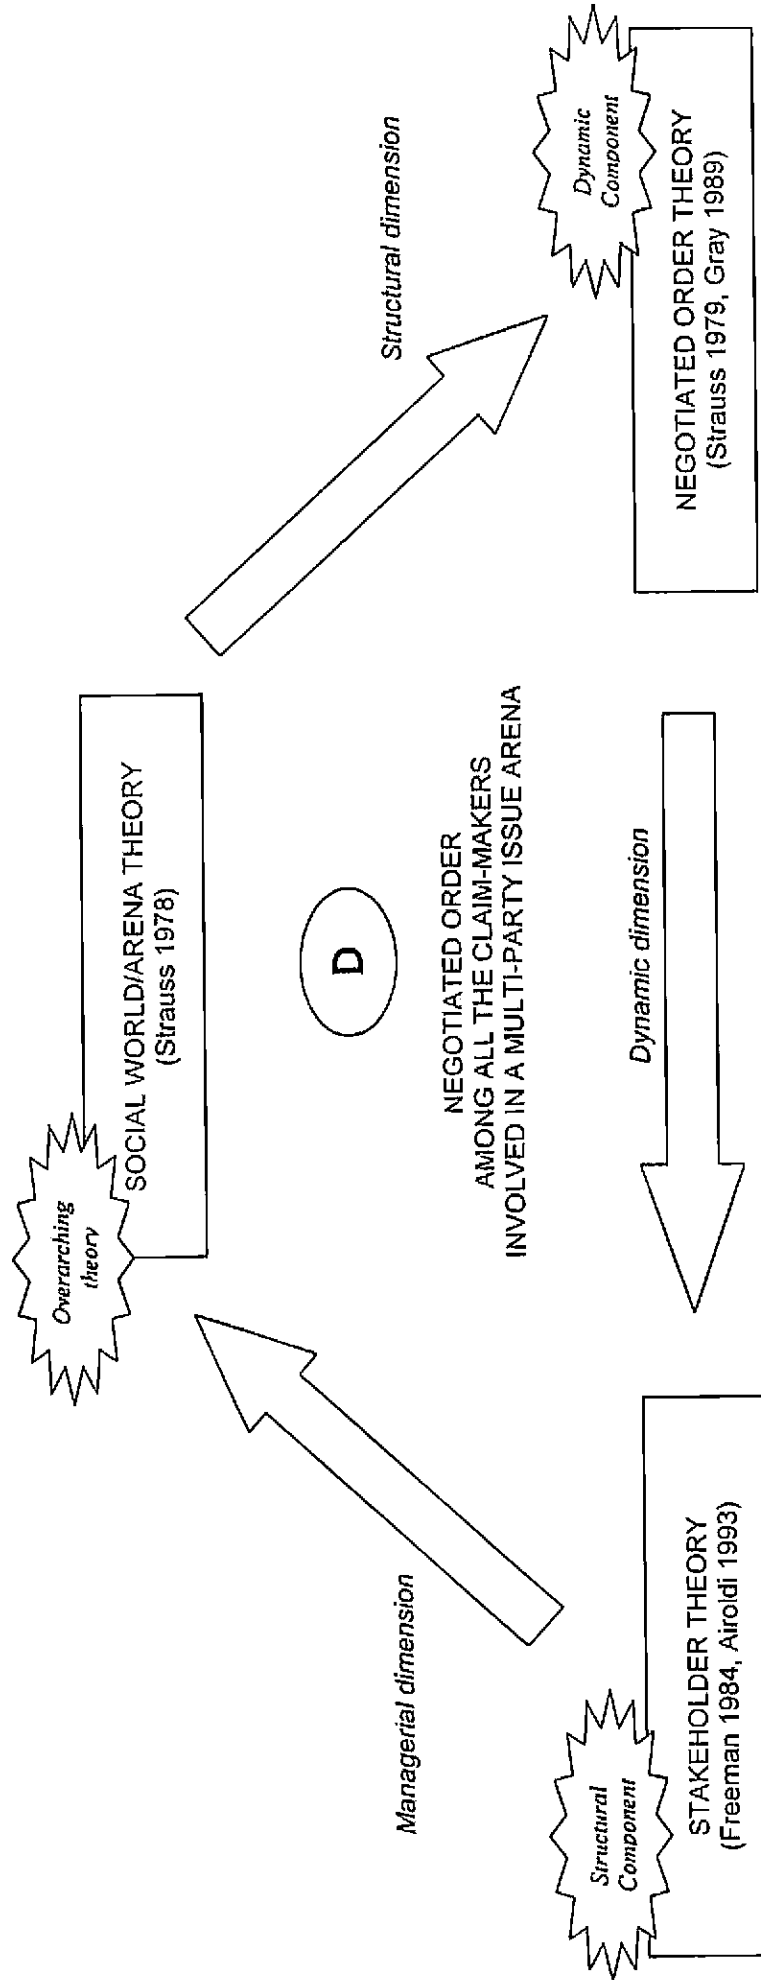 Overarching
theory
SOCIAL WORLD/ARENA THEORY
(Strauss 1978)
Managerial dimension
Structural dimension
D
NEGOTIATED ORDER
AMONG ALL THE CLAIM-MAKERS
INVOLVED IN A MULTI-PARTY ISSUE ARENA
Structural
Component
STAKEHOLDER THEORY
(Freeman 1984, Airoldi 1993)
Dynamic dimension
Dynamic
Component
NEGOTIATED ORDER THEORY
(Strauss 1979, Gray 1989)